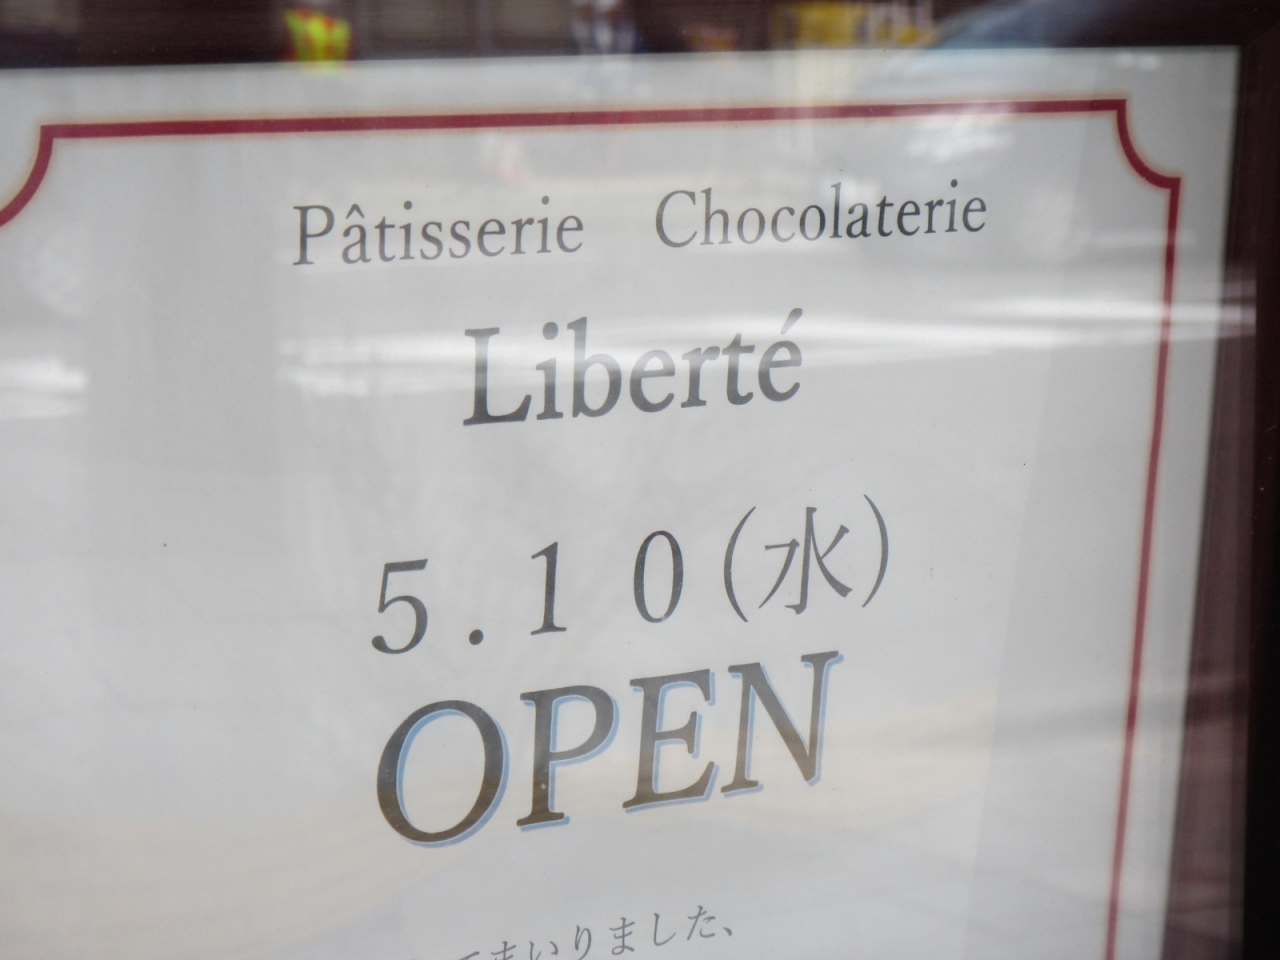 Pâtisserie Chocolaterie
Liberté
5.10(水)
OPEN
てまいりました、